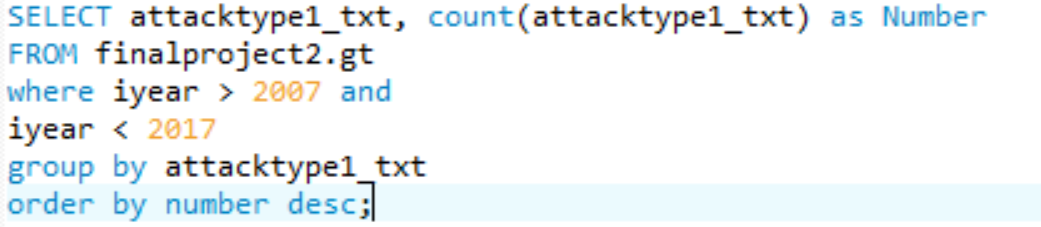 SELECT attacktype1_txt, count(attacktype1_txt) as Number
FROM finalproject2.gt
where iyear > 2007 and
iyear < 2017
group by attacktype1_txt
order by number desc;